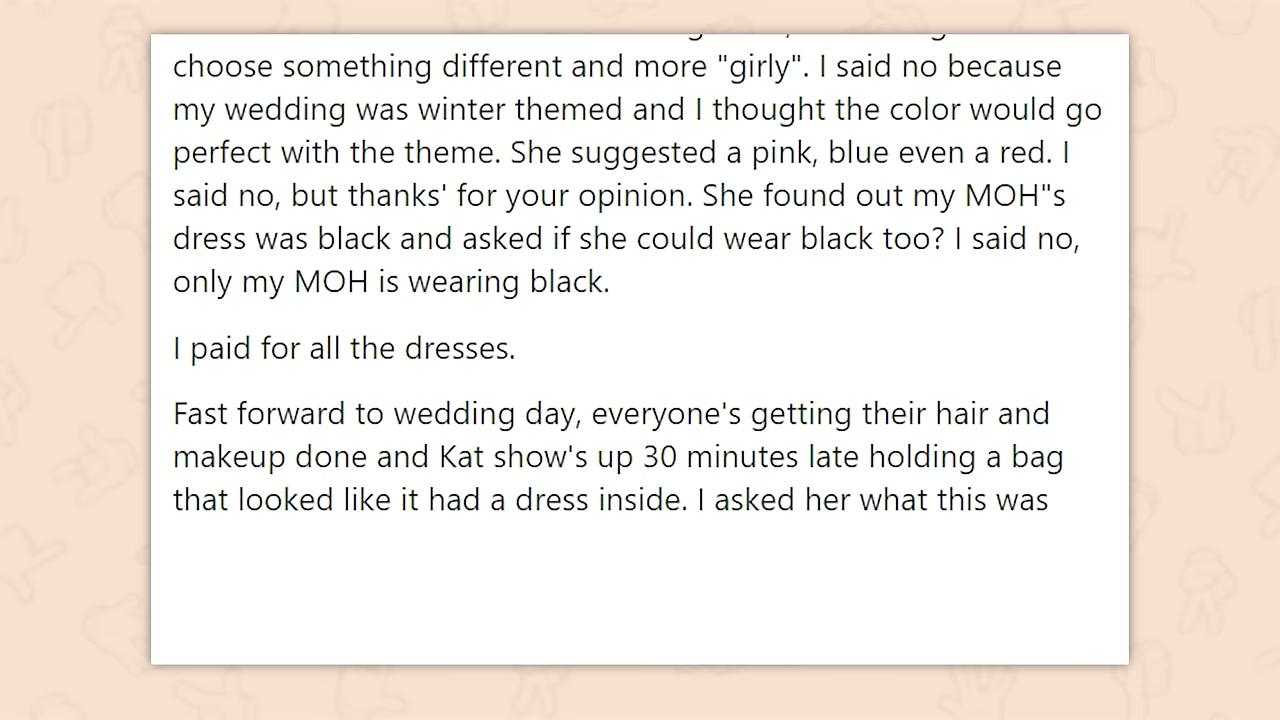 choose something different and more "girly". I said no because
my wedding was winter themed and I thought the color would go
perfect with the theme. She suggested a pink, blue even a red. I
said no, but thanks' for your opinion. She found out my MOH"s
dress was black and asked if she could wear black too? I said no,
only my MOH is wearing black.
I paid for all the dresses.
Fast forward to wedding day, everyone's getting their hair and
makeup done and Kat show's up 30 minutes late holding a bag
that looked like it had a dress inside. I asked her what this was